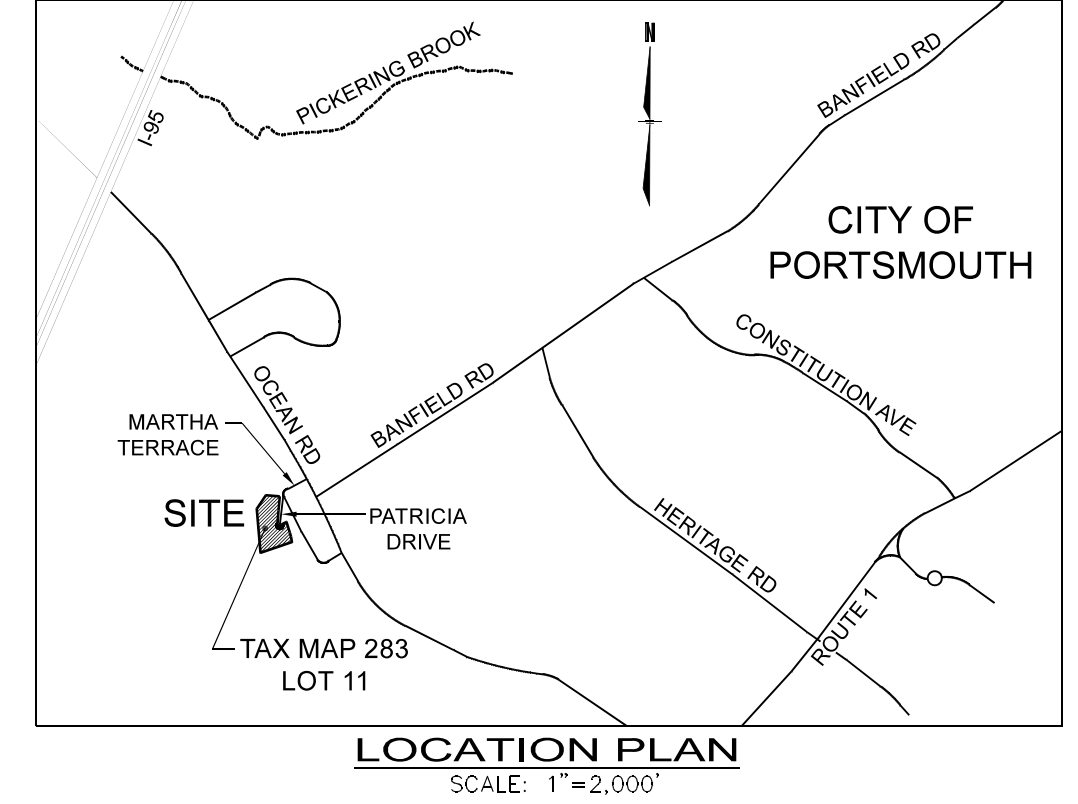 PICKERING BROOK
N
BANFIELD RD
I-95
CITY OF
PORTSMOUTH
CONSTITUTION AVE
OCEAN RD
BANFIELD RD
MARTHA
TERRACE
SITE
PATRICIA
DRIVE
HERITAGE RD
ROUTE 1
TAX MAP 283
LOT 11
LOCATION PLAN
SCALE: 1"=2,000'